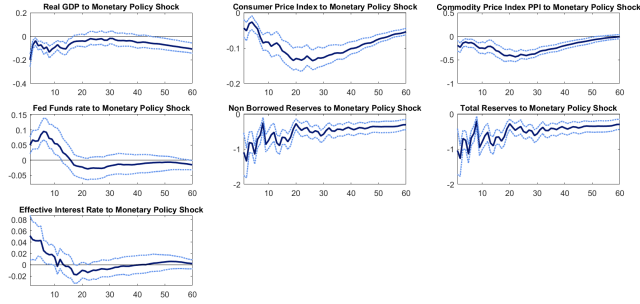 Real GDP to Monetary Policy Shock
0.2
0
-0.2
-0.4
10 20 30 40 50 60
Consumer Price Index to Monetary Policy Shock
0
-0.1
-0.2
10 20 30 40 50 60
Commodity Price Index PPI to Monetary Policy Shock
0.5
0
-0.5
-1
10 20 30 40 50 60
Fed Funds rate to Monetary Policy Shock
0.15
0.1
0.05
0
-0.05
10 20 30 40 50 60
Non Borrowed Reserves to Monetary Policy Shock
0
-1
-2
10 20 30 40 50 60
Total Reserves to Monetary Policy Shock
0
-1
-2
10 20 30 40 50 60
Effective Interest Rate to Monetary Policy Shock
0.08
0.06
0.04
0.02
0
-0.02
10 20 30 40 50 60